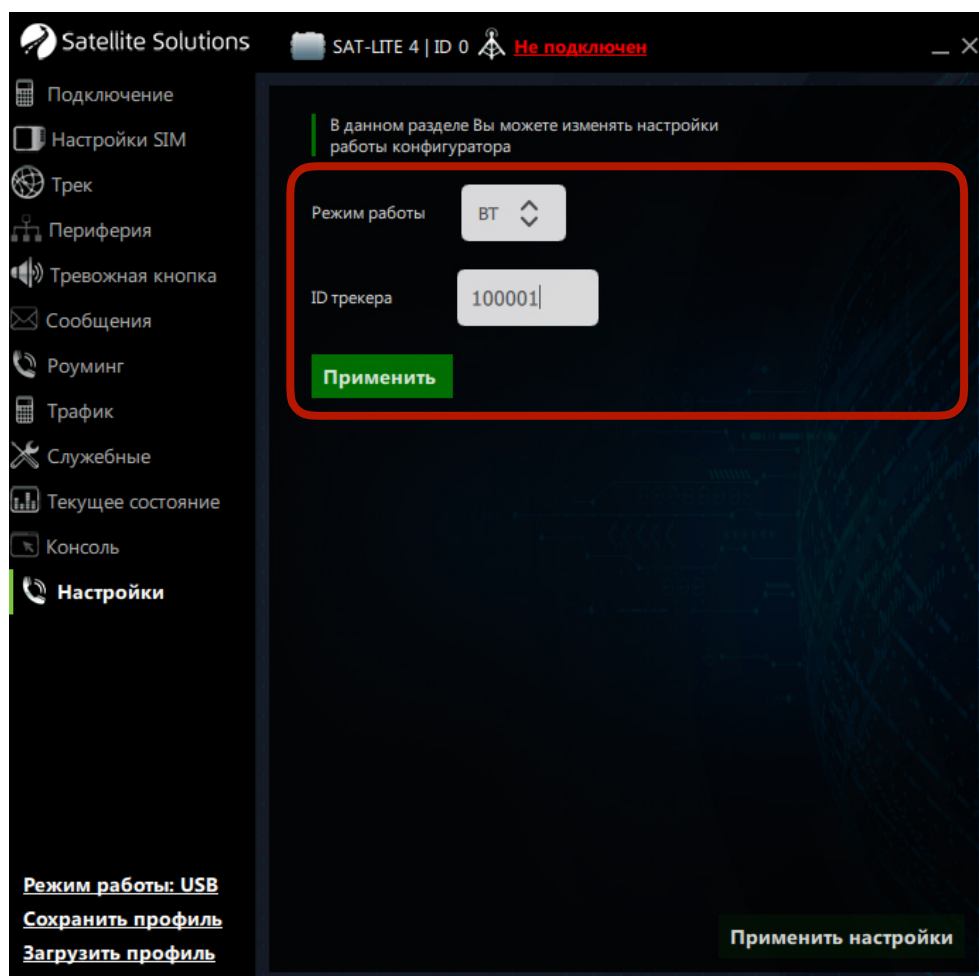 Satellite Solutions
SAT-LITE 4 | ID 0 Не подключен
Подключение
Настройки SIM
Трек
Периферия
Тревожная кнопка
Сообщения
Роуминг
Трафик
Служебные
Текущее состояние
Консоль
Настройки
В данном разделе Вы можете изменять настройки
работы конфигуратора
Режим работы BT
ID трекера 100001
Применить
Режим работы: USB
Сохранить профиль
Загрузить профиль
Применить настройки